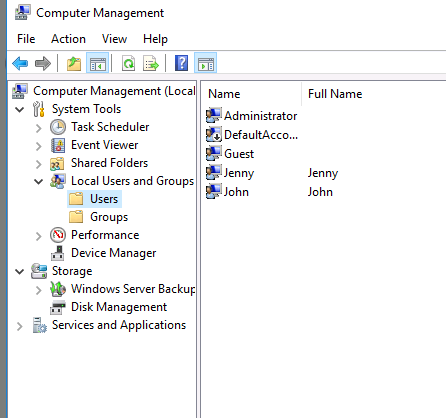 Computer Management
File Action View Help
Computer Management (Local
System Tools
Task Scheduler
Event Viewer
Shared Folders
Local Users and Groups
Users
Groups
Performance
Device Manager
Storage
Windows Server Backup
Disk Management
Services and Applications
Name Full Name
Administrator
DefaultAcco...
Guest
Jenny Jenny
John John